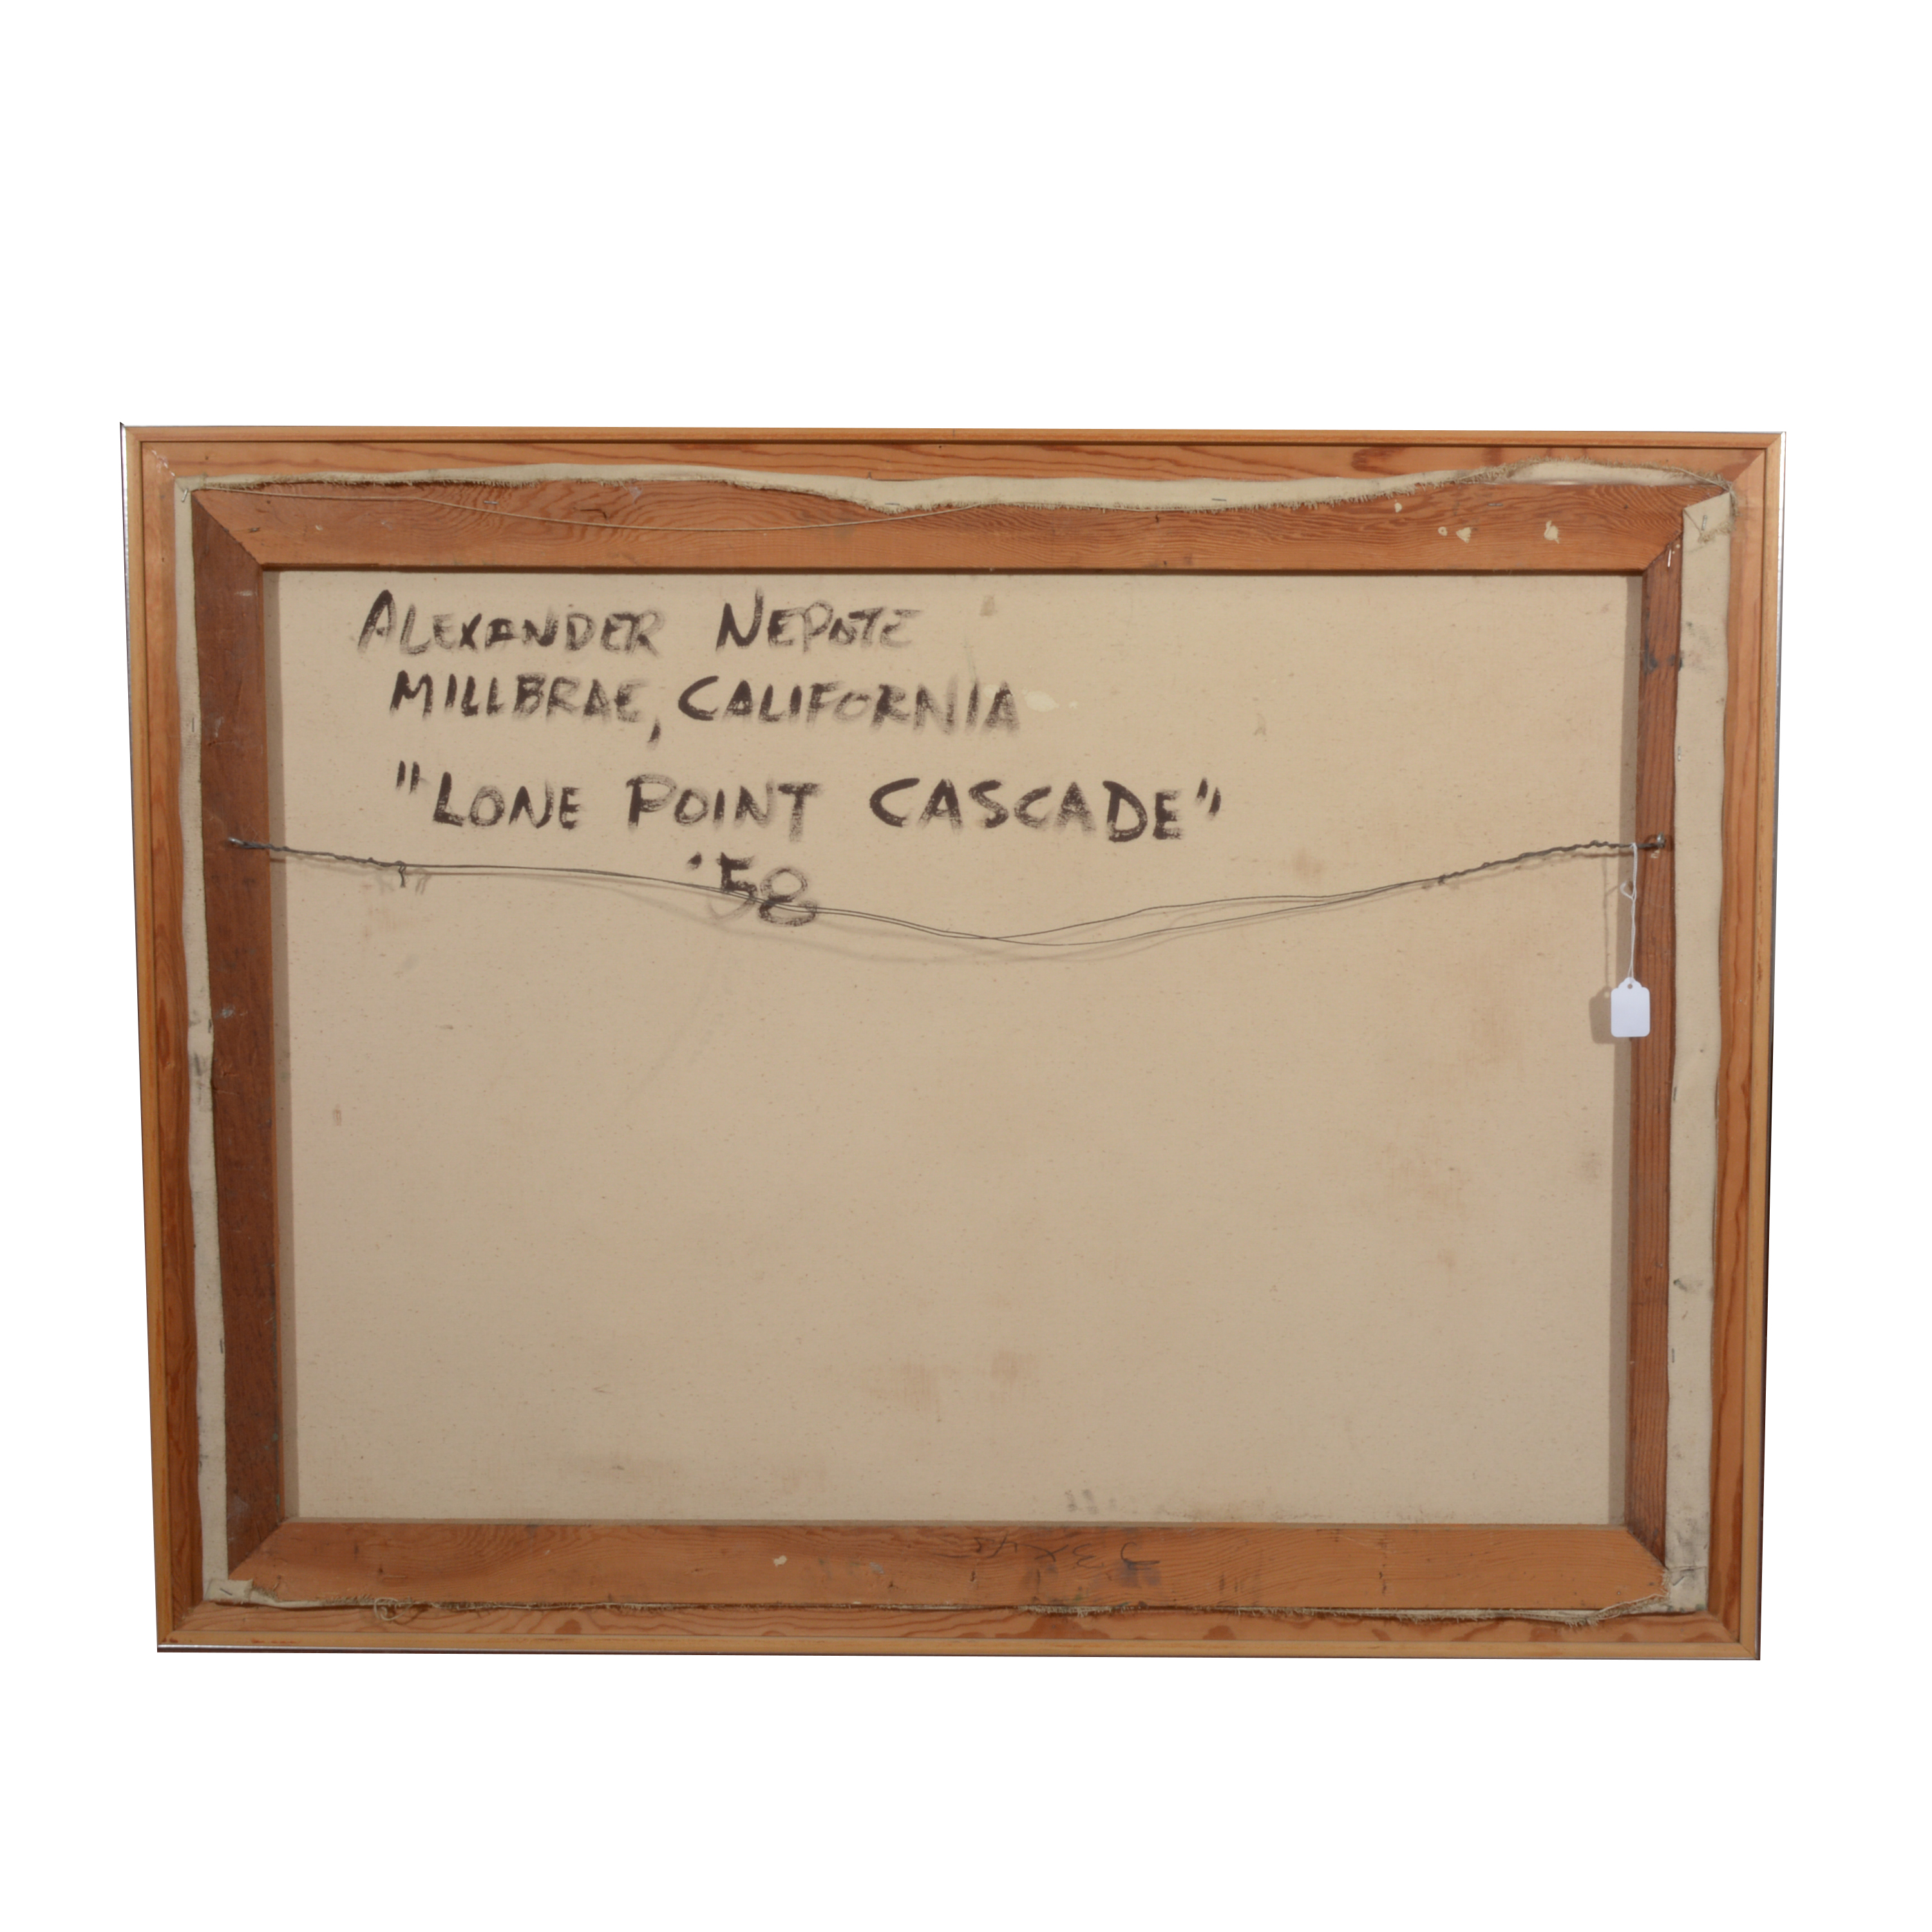 ALEXANDER NEPOTE
MILLBRAE, CALIFORNIA
"LONE POINT CASCADE"
'58